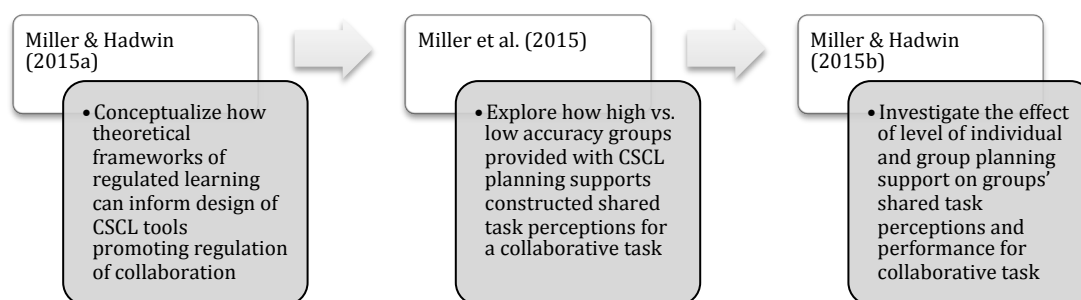 Miller & Hadwin
(2015a)
• Conceptualize how
theoretical
frameworks of
regulated learning
can inform design of
CSCL tools
promoting regulation
of collaboration
Miller et al. (2015)
• Explore how high vs.
low accuracy groups
provided with CSCL
planning supports
constructed shared
task perceptions for
a collaborative task
Miller & Hadwin
(2015b)
• Investigate the effect
of level of individual
and group planning
support on groups’
shared task
perceptions and
performance for
collaborative task